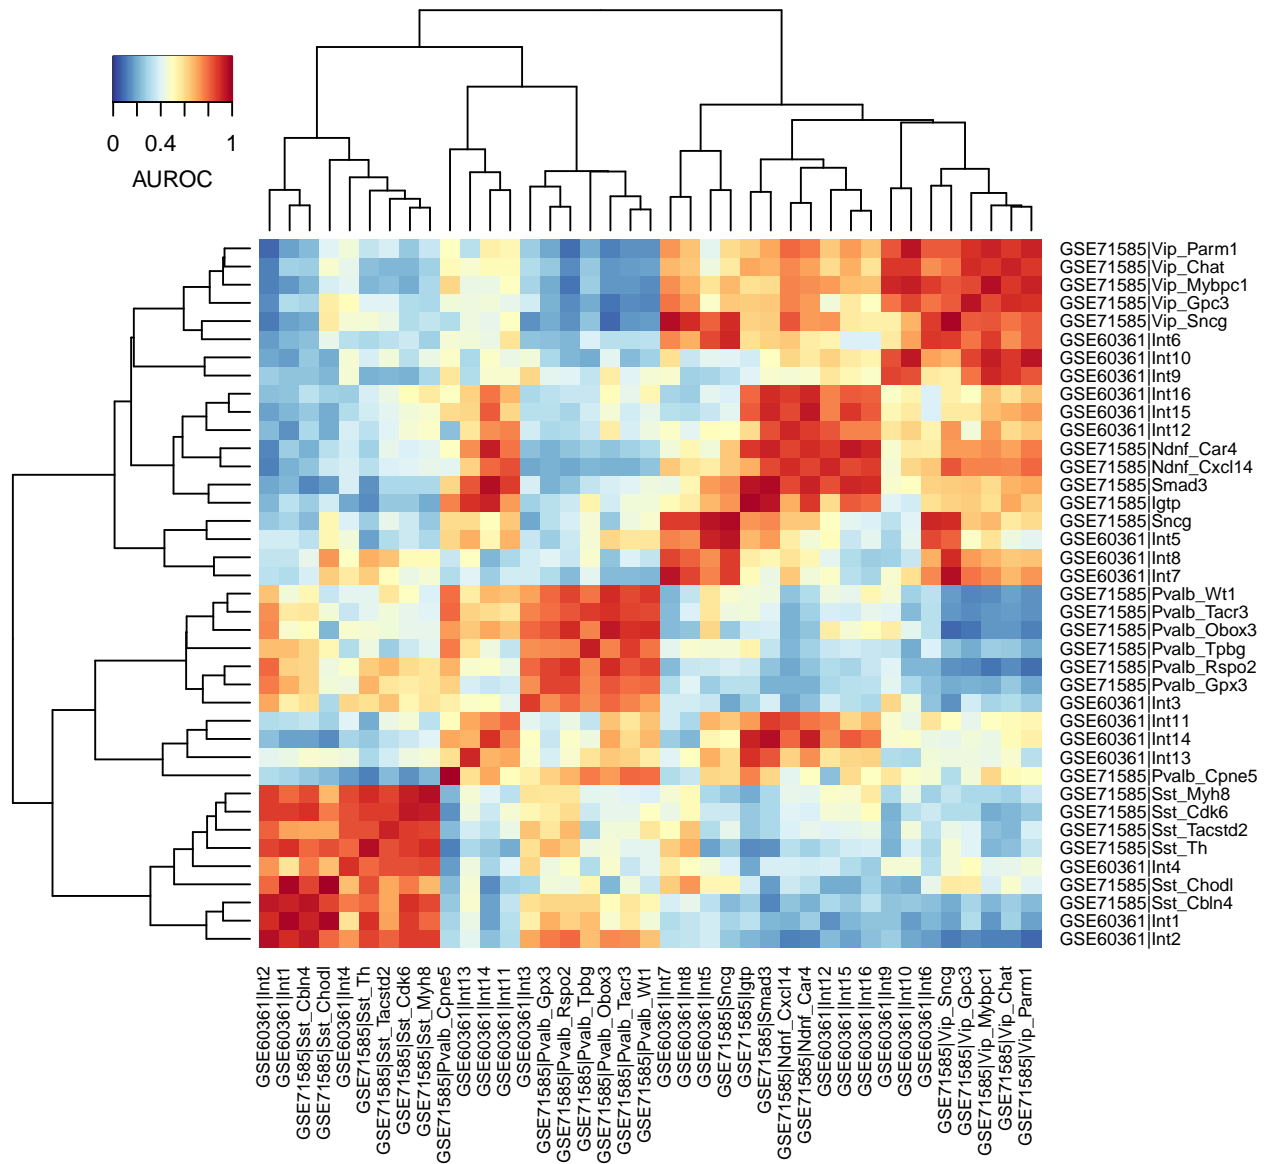 0 0.4 1
AUROC
GSE71585|Vip_Parm1
GSE71585|Vip_Chat
GSE71585|Vip_Mybpc1
GSE71585|Vip_Gpc3
GSE71585|Vip_Sncg
GSE60361|Int6
GSE60361|Int10
GSE60361|Int9
GSE60361|Int16
GSE60361|Int15
GSE60361|Int12
GSE71585|Ndnf_Car4
GSE71585|Ndnf_Cxcl14
GSE71585|Smad3
GSE71585|Igtp
GSE71585|Sncg
GSE60361|Int5
GSE60361|Int8
GSE60361|Int7
GSE71585|Pvalb_Wt1
GSE71585|Pvalb_Tacr3
GSE71585|Pvalb_Obox3
GSE71585|Pvalb_Tpbg
GSE71585|Pvalb_Rspo2
GSE71585|Pvalb_Gpx3
GSE60361|Int3
GSE60361|Int11
GSE60361|Int14
GSE60361|Int13
GSE71585|Pvalb_Cpne5
GSE71585|Sst_Myh8
GSE71585|Sst_Cdk6
GSE71585|Sst_Tacstd2
GSE71585|Sst_Th
GSE60361|Int4
GSE71585|Sst_Chodl
GSE71585|Sst_Cbln4
GSE60361|Int1
GSE60361|Int2
GSE60361|Int2
GSE60361|Int1
GSE71585|Sst_Cbln4
GSE71585|Sst_Chodl
GSE60361|Int4
GSE71585|Sst_Th
GSE71585|Sst_Tacstd2
GSE71585|Sst_Cdk6
GSE71585|Sst_Myh8
GSE71585|Pvalb_Cpne5
GSE60361|Int13
GSE60361|Int14
GSE60361|Int11
GSE60361|Int3
GSE71585|Pvalb_Gpx3
GSE71585|Pvalb_Rspo2
GSE71585|Pvalb_Tpbg
GSE71585|Pvalb_Obox3
GSE71585|Pvalb_Tacr3
GSE71585|Pvalb_Wt1
GSE60361|Int7
GSE60361|Int8
GSE60361|Int5
GSE71585|Sncg
GSE71585|Igtp
GSE71585|Smad3
GSE71585|Ndnf_Cxcl14
GSE71585|Ndnf_Car4
GSE60361|Int12
GSE60361|Int15
GSE60361|Int16
GSE60361|Int9
GSE60361|Int10
GSE60361|Int6
GSE71585|Vip_Sncg
GSE71585|Vip_Gpc3
GSE71585|Vip_Mybpc1
GSE71585|Vip_Chat
GSE71585|Vip_Parm1